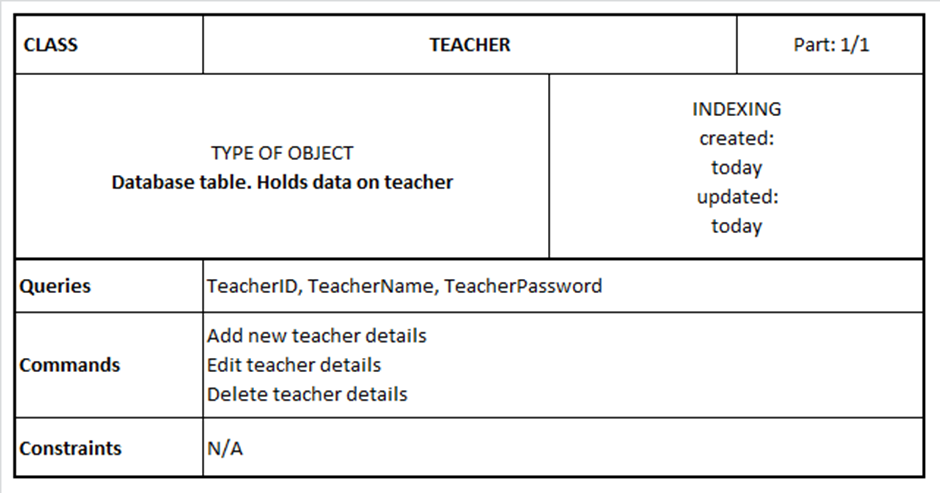 CLASS TEACHER Part: 1/1
TYPE OF OBJECT
Database table. Holds data on teacher
INDEXING
created:
today
updated:
today
Queries TeacherID, TeacherName, TeacherPassword
Commands
Add new teacher details
Edit teacher details
Delete teacher details
Constraints N/A